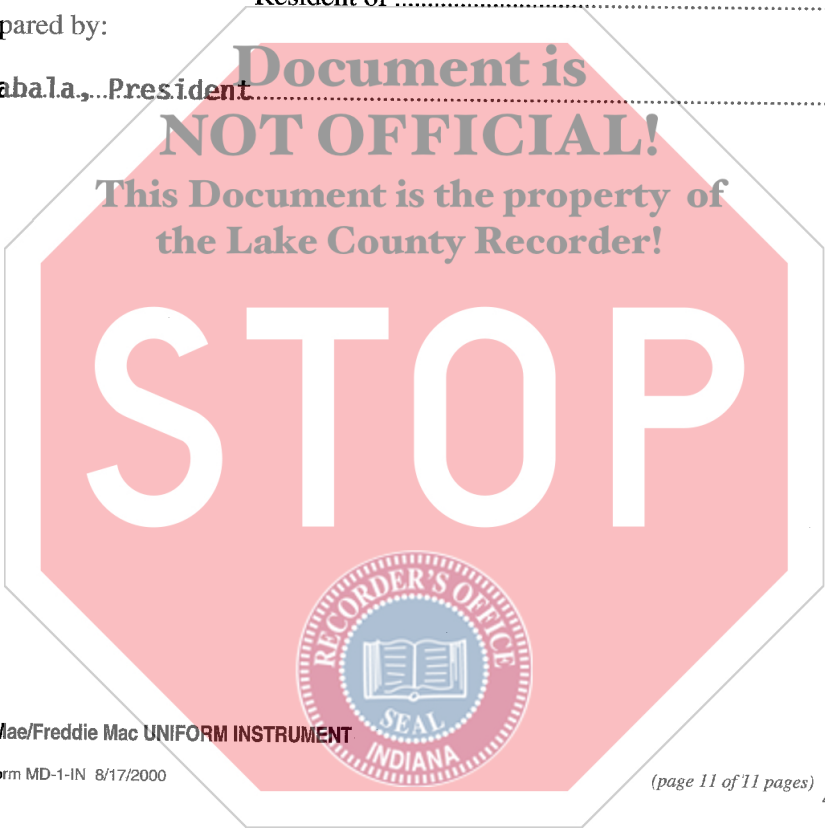 Resident of
pared by:
abala, President
Document is
NOT OFFICIAL!
This Document is the property of
the Lake County Recorder!
STOP
RECORDER'S OFFICE
SEAL
INDIANA
Mae/Freddie Mac UNIFORM INSTRUMENT
rm MD-1-IN 8/17/2000
(page 11 of 11 pages)